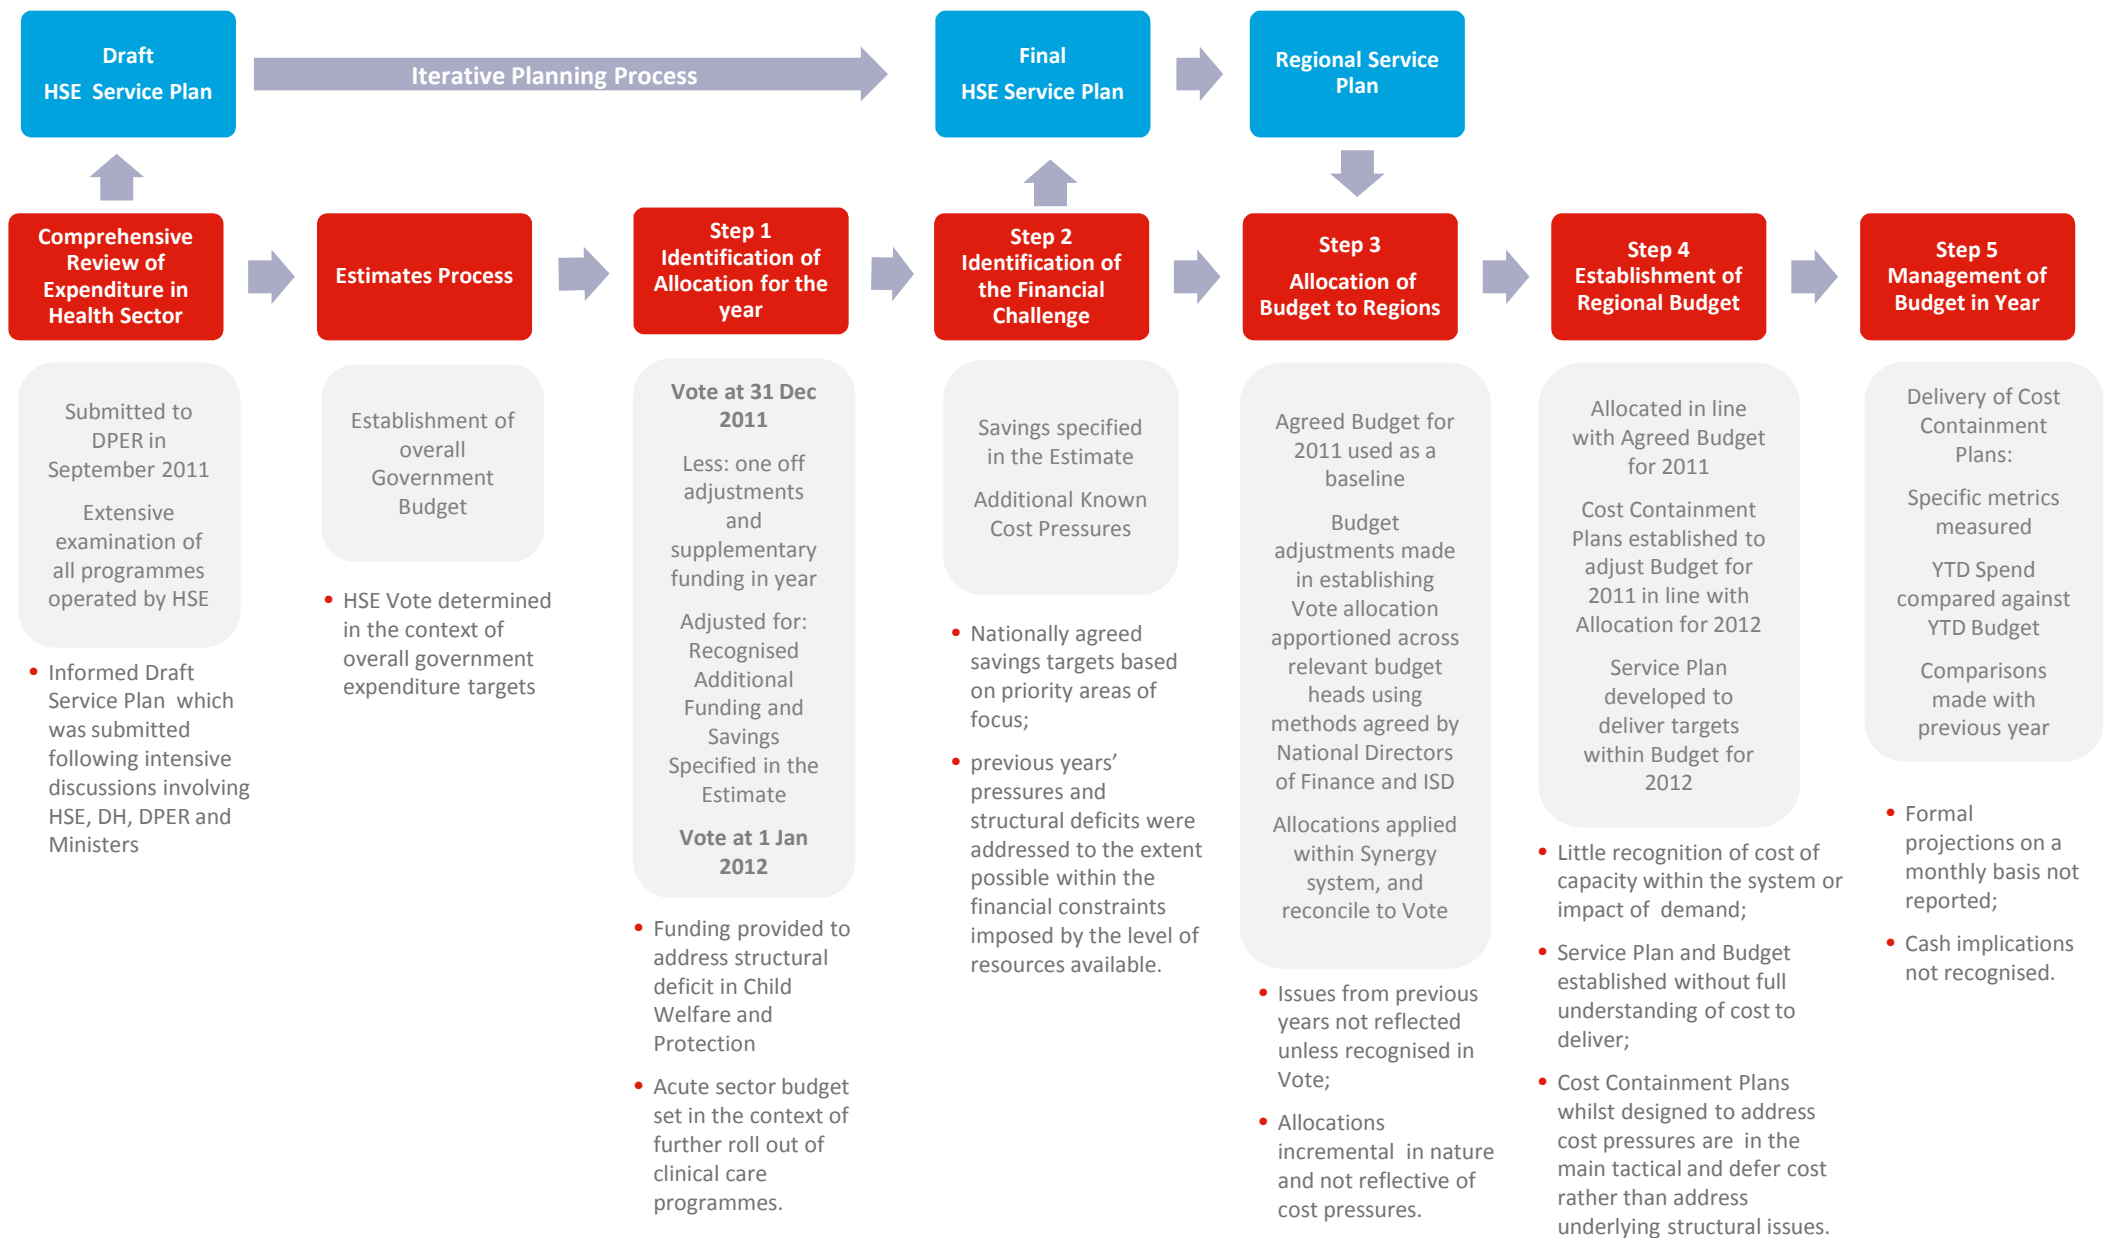 Draft
HSE  Service Plan
Iterative Planning Process
Final
HSE Service Plan
Regional Service
Plan
Comprehensive
Review of
Expenditure in
Health Sector
Estimates Process
Step 1
Identification of
Allocation for the
year
Step 2
Identification of
the Financial
Challenge
Step 3
Allocation of
Budget to Regions
Step 4
Establishment of
Regional Budget
Step 5
Management of
Budget in Year
Submitted to
DPER in
September 2011
Extensive
examination of
all programmes
operated by HSE
• Informed Draft
Service Plan  which
was submitted
following intensive
discussions involving
HSE, DH, DPER and
Ministers
Establishment of
overall
Government
Budget
• HSE Vote determined
in the context of
overall government
expenditure targets
Vote at 31 Dec
2011
Less: one off
adjustments
and
supplementary
funding in year
Adjusted for:
Recognised
Additional
Funding and
Savings
Specified in the
Estimate
Vote at 1 Jan
2012
• Funding provided to
address structural
deficit in Child
Welfare and
Protection
• Acute sector budget
set in the context of
further roll out of
clinical care
programmes.
Savings specified
in the Estimate
Additional Known
Cost Pressures
• Nationally agreed
savings targets based
on priority areas of
focus;
• previous years’
pressures and
structural deficits were
addressed to the extent
possible within the
financial constraints
imposed by the level of
resources available.
Agreed Budget for
2011 used as a
baseline
Budget
adjustments made
in establishing
Vote allocation
apportioned across
relevant budget
heads using
methods agreed by
National Directors
of Finance and ISD
Allocations applied
within Synergy
system, and
reconcile to Vote
• Issues from previous
years not reflected
unless recognised in
Vote;
• Allocations
incremental  in nature
and not reflective of
cost pressures.
Allocated in line
with Agreed Budget
for 2011
Cost Containment
Plans established to
adjust Budget for
2011 in line with
Allocation for 2012
Service Plan
developed to
deliver targets
within Budget for
2012
• Little recognition of cost of
capacity within the system or
impact of  demand;
• Service Plan and Budget
established without full
understanding of cost to
deliver;
• Cost Containment Plans
whilst designed to address
cost pressures are  in the
main tactical and defer cost
rather than address
underlying structural issues.
Delivery of Cost
Containment
Plans:
Specific metrics
measured
YTD Spend
compared against
YTD Budget
Comparisons
made with
previous year
• Formal
projections on a
monthly basis not
reported;
• Cash implications
not recognised.